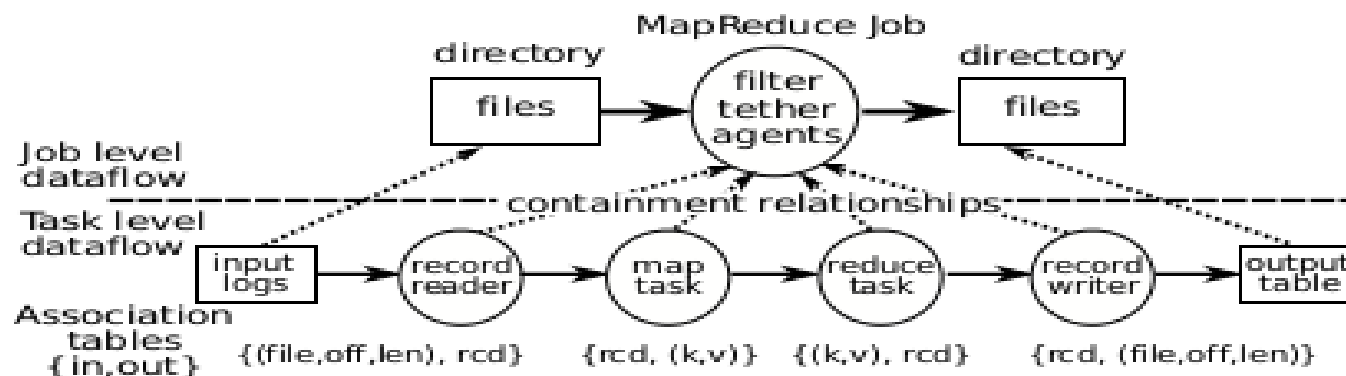 MapReduce Job
directory
directory
files
filter
tether
agents
files
Job level
dataflow
containment relationships
Task level
dataflow
input
logs
record
reader
map
task
reduce
task
record
writer
output
table
Association
tables
{in,out}
{(file,off,len), rcd}
{rcd, (k,v)}
{(k,v), rcd}
{rcd, (file,off,len)}